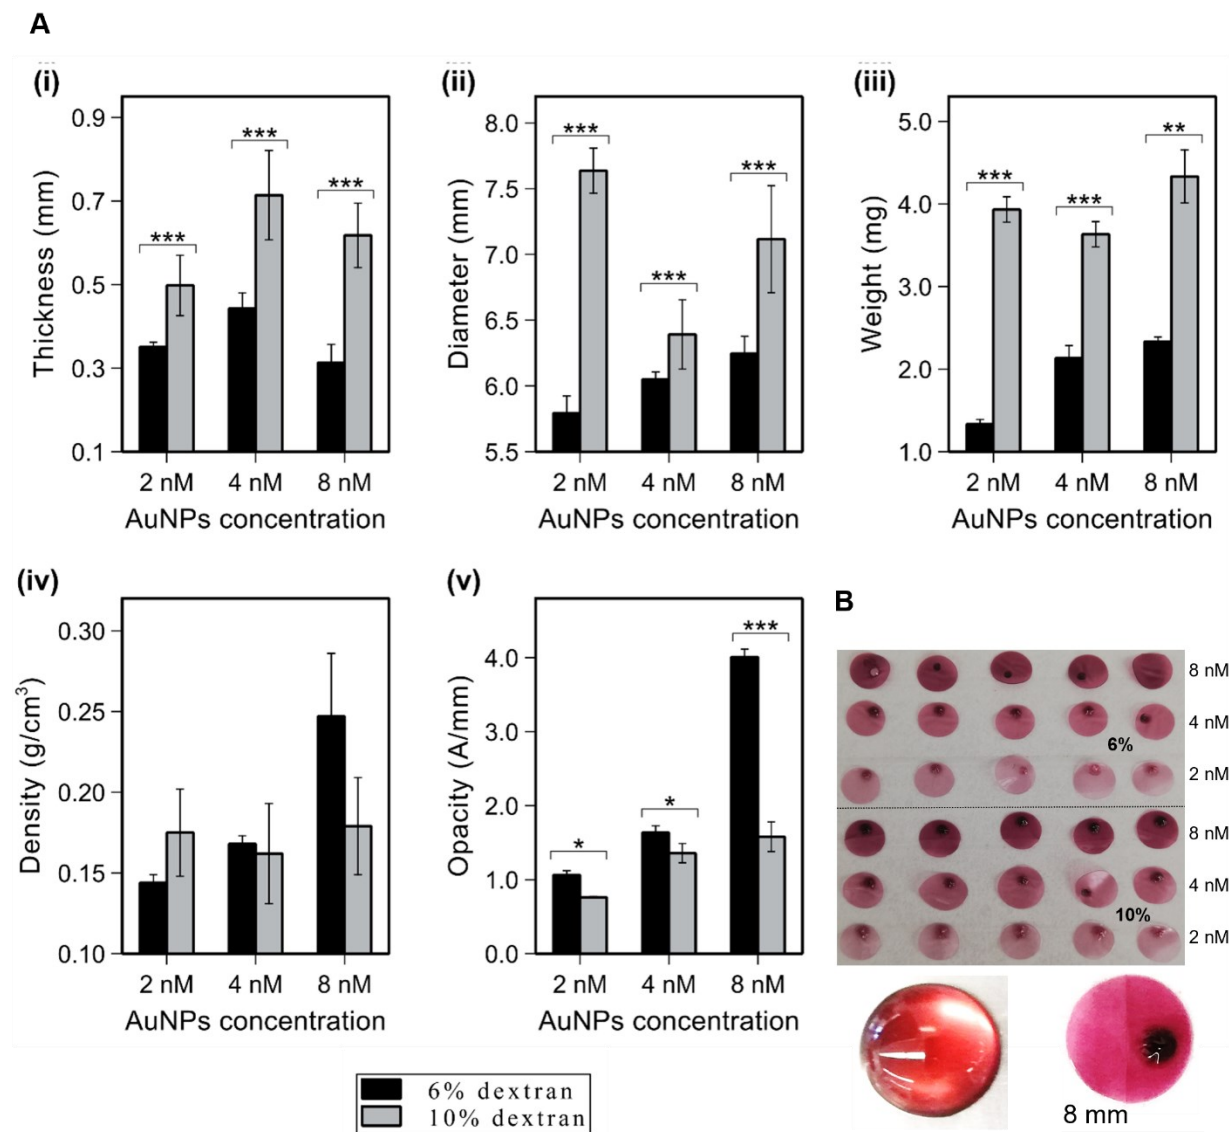 A
(i)
(ii)
(iii)
Thickness (mm)
0.9
0.7
0.5
0.3
0.1
***
***
***
2 nM 4 nM 8 nM
AuNPs concentration
Diameter (mm)
8.0
7.5
7.0
6.5
6.0
5.5
***
***
***
2 nM 4 nM 8 nM
AuNPs concentration
Weight (mg)
5.0
4.0
3.0
2.0
1.0
***
***
**
2 nM 4 nM 8 nM
AuNPs concentration
(iv)
(v)
Density (g/cm³)
0.30
0.25
0.20
0.15
0.10
2 nM 4 nM 8 nM
AuNPs concentration
Opacity (A/mm)
4.0
3.0
2.0
1.0
0.0
*
*
***
2 nM 4 nM 8 nM
AuNPs concentration
B
8 nM
4 nM
6%
2 nM
8 nM
4 nM
10%
2 nM
8 mm
6% dextran
10% dextran